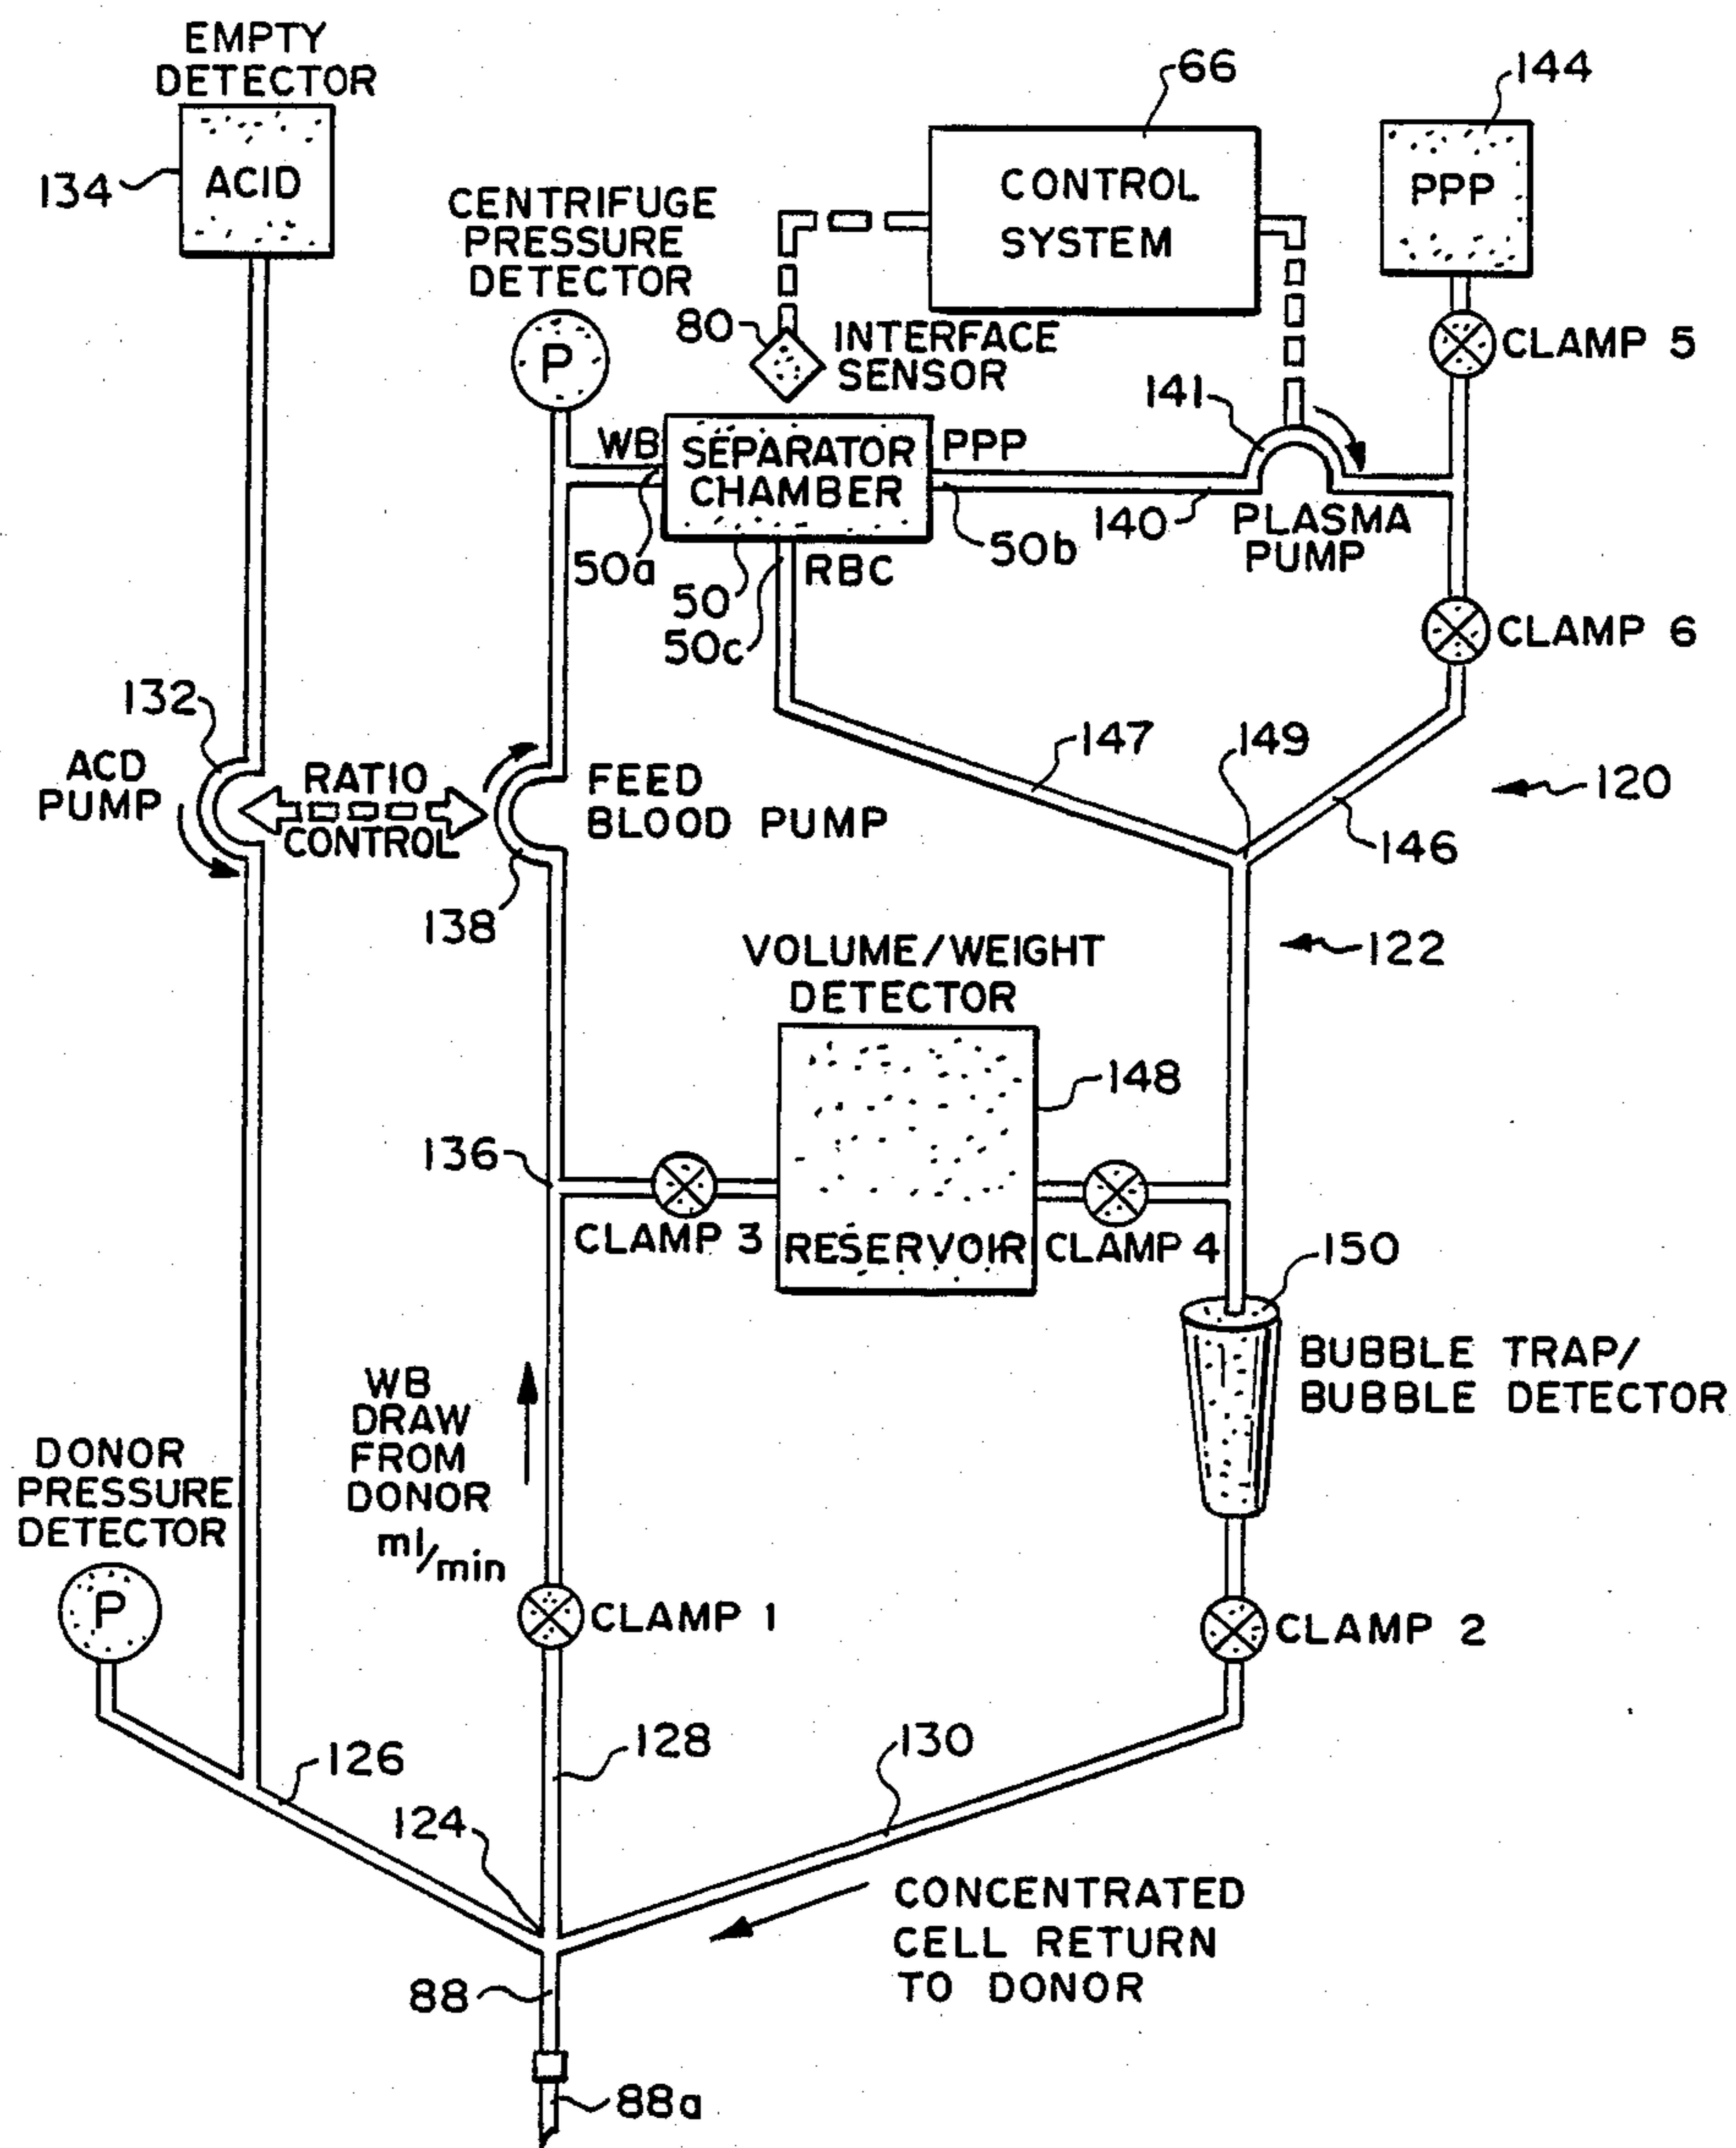 EMPTY
DETECTOR
134
ACID
66
CONTROL
SYSTEM
144
PPP
CENTRIFUGE
PRESSURE
DETECTOR
P
80
INTERFACE
SENSOR
CLAMP 5
141
WB
SEPARATOR
CHAMBER
PPP
50a
50
RBC
50c
50b
140
PLASMA
PUMP
CLAMP 6
132
ACD
PUMP
RATIO
CONTROL
FEED
BLOOD PUMP
138
147
149
146
120
122
VOLUME/WEIGHT
DETECTOR
148
136
CLAMP 3
RESERVOIR
CLAMP 4
150
BUBBLE TRAP/
BUBBLE DETECTOR
WB
DRAW
FROM
DONOR
ml/min
DONOR
PRESSURE
DETECTOR
P
CLAMP 1
CLAMP 2
128
130
126
124
CONCENTRATED
CELL RETURN
TO DONOR
88
88a